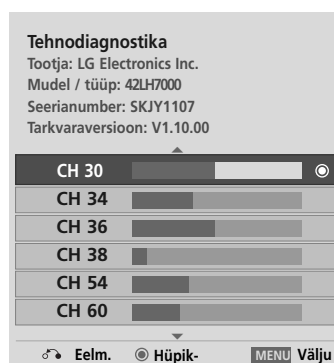 Tehnodiagnostika
Tootja: LG Electronics Inc.
Mudel / tüüp: 42LH7000
Seerianumber: SKJY1107
Tarkvaraversioon: V1.10.00
CH 30
CH 34
CH 36
CH 38
CH 54
CH 60
Eelm. Hüpik- MENU Välju